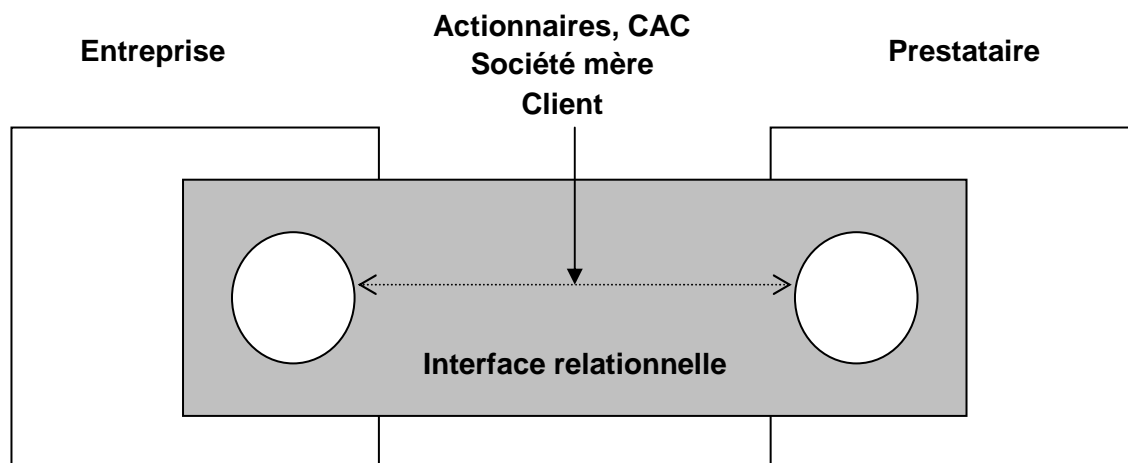 Entreprise
Actionnaires, CAC
Société mère
Client
Prestataire
Interface relationnelle